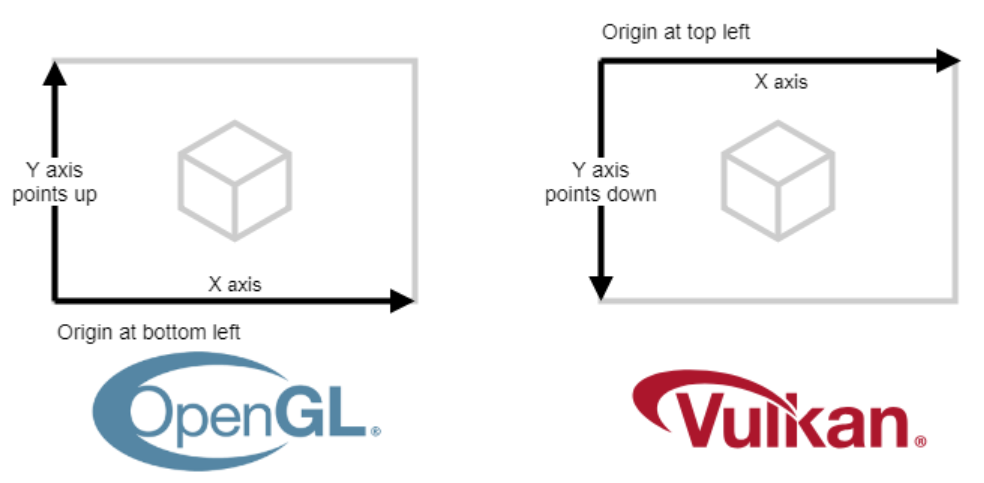 Origin at top left
X axis
Y axis
points up
Y axis
points down
X axis
Origin at bottom left
OpenGL®
Vulkan®